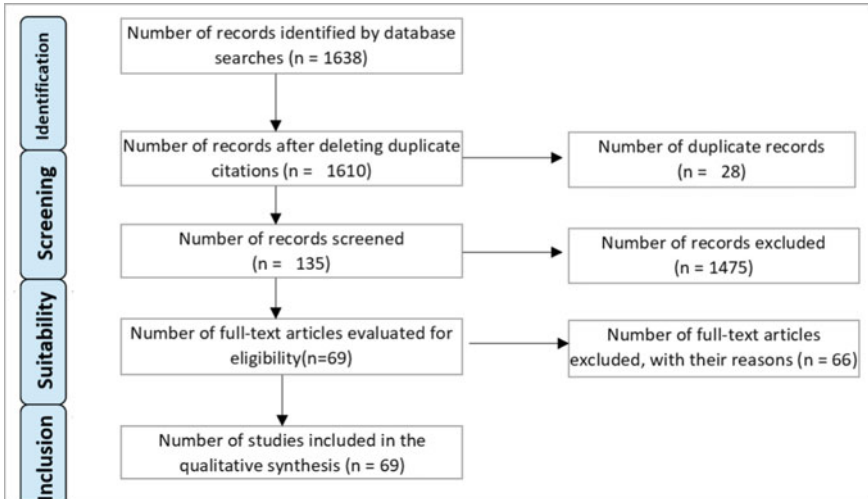 Identification
Number of records identified by database
searches (n = 1638)
Number of records after deleting duplicate
citations (n = 1610)
Number of duplicate records
(n = 28)
Screening
Number of records screened
(n = 135)
Number of records excluded
(n = 1475)
Suitability
Number of full-text articles evaluated for
eligibility(n=69)
Number of full-text articles
excluded, with their reasons (n = 66)
Inclusion
Number of studies included in the
qualitative synthesis (n = 69)